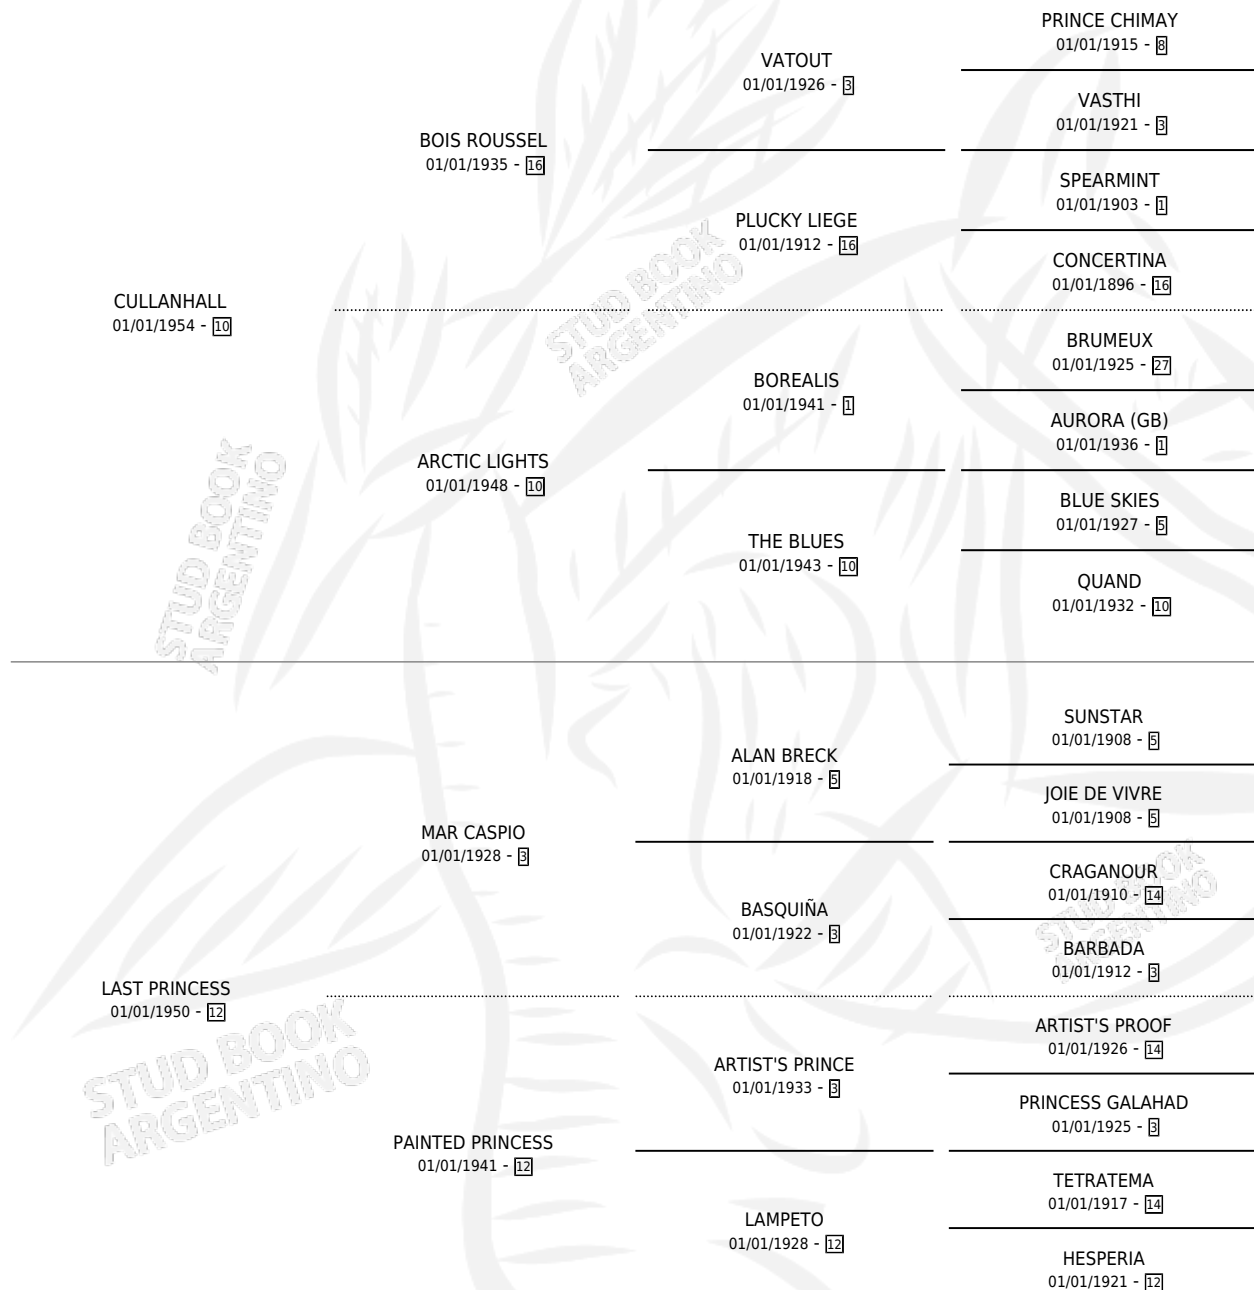 PRINCE CHIMAY
01/01/1915 - 8
VATOUT
01/01/1926 - 3
VASTHI
01/01/1921 - 3
BOIS ROUSSEL
01/01/1935 - 16
SPEARMINT
01/01/1903 - 1
PLUCKY LIEGE
01/01/1912 - 16
CONCERTINA
01/01/1896 - 16
CULLANHALL
01/01/1954 - 10
STUD BOOK
ARGENTINO
BRUMEUX
01/01/1925 - 27
BOREALIS
01/01/1941 - 1
AURORA (GB)
01/01/1936 - 1
ARCTIC LIGHTS
01/01/1948 - 10
BLUE SKIES
01/01/1927 - 5
THE BLUES
01/01/1943 - 10
QUAND
01/01/1932 - 10
STUD BOOK
ARGENTINO
SUNSTAR
01/01/1908 - 5
ALAN BRECK
01/01/1918 - 5
JOIE DE VIVRE
01/01/1908 - 5
MAR CASPIO
01/01/1928 - 3
CRAGANOUR
01/01/1910 - 14
BASQUIÑA
01/01/1922 - 3
BARBADA
01/01/1912 - 3
STUD BOOK
ARGENTINO
LAST PRINCESS
01/01/1950 - 12
ARTIST'S PROOF
01/01/1926 - 14
ARTIST'S PRINCE
01/01/1933 - 3
PRINCESS GALAHAD
01/01/1925 - 3
STUD BOOK
ARGENTINO
PAINTED PRINCESS
01/01/1941 - 12
TETRATEMA
01/01/1917 - 14
LAMPETO
01/01/1928 - 12
HESPERIA
01/01/1921 - 12